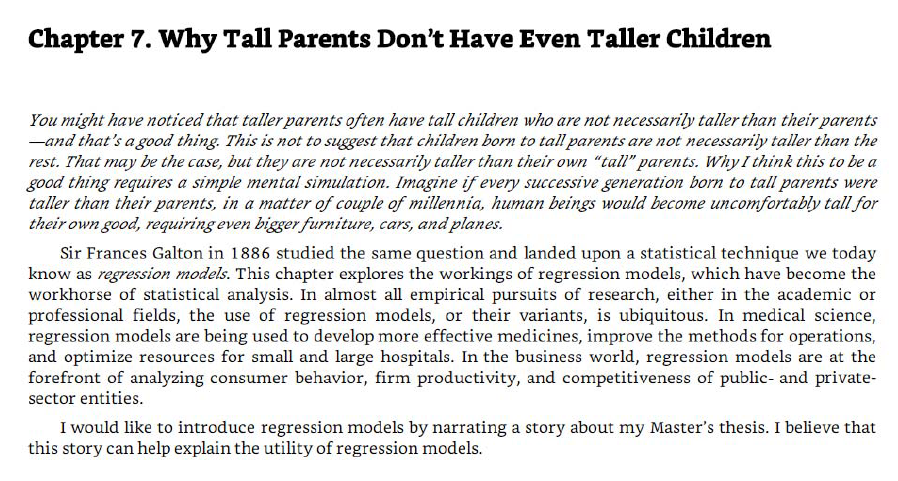 Chapter 7. Why Tall Parents Don't Have Even Taller Children
You might have noticed that taller parents often have tall children who are not necessarily taller than their parents
—and that's a good thing. This is not to suggest that children born to tall parents are not necessarily taller than the
rest. That may be the case, but they are not necessarily taller than their own “tall” parents. Why I think this to be a
good thing requires a simple mental simulation. Imagine if every successive generation born to tall parents were
taller than their parents, in a matter of couple of millennia, human beings would become uncomfortably tall for
their own good, requiring even bigger furniture, cars, and planes.
Sir Frances Galton in 1886 studied the same question and landed upon a statistical technique we today
know as regression models. This chapter explores the workings of regression models, which have become the
workhorse of statistical analysis. In almost all empirical pursuits of research, either in the academic or
professional fields, the use of regression models, or their variants, is ubiquitous. In medical science,
regression models are being used to develop more effective medicines, improve the methods for operations,
and optimize resources for small and large hospitals. In the business world, regression models are at the
forefront of analyzing consumer behavior, firm productivity, and competitiveness of public- and private-
sector entities.
I would like to introduce regression models by narrating a story about my Master's thesis. I believe that
this story can help explain the utility of regression models.